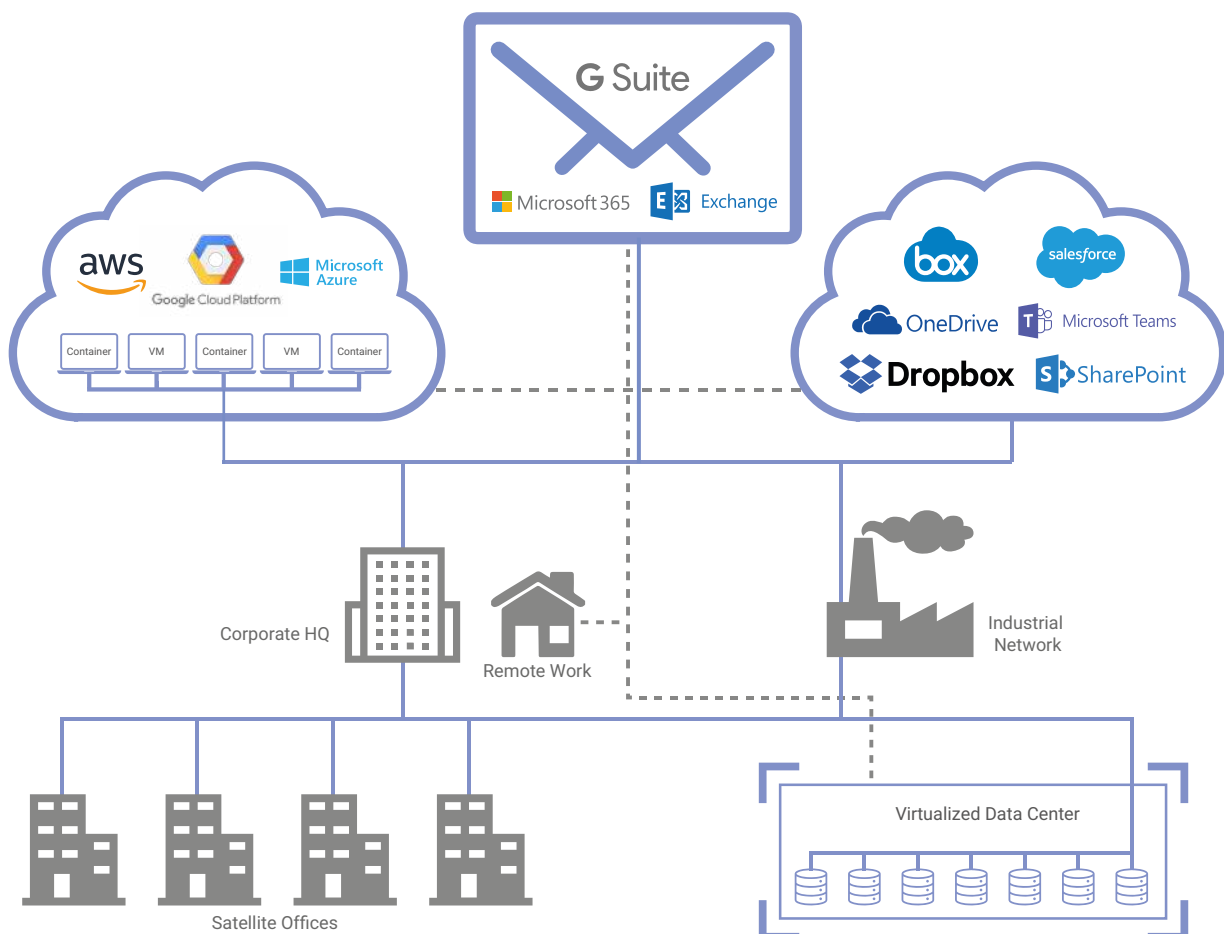 G Suite
Microsoft 365
E Exchange
aws
Google Cloud Platform
Microsoft
Azure
Container
VM
Container
VM
Container
box
salesforce
OneDrive
T Microsoft Teams
Dropbox
S SharePoint
Corporate HQ
Remote Work
Industrial
Network
Satellite Offices
Virtualized Data Center